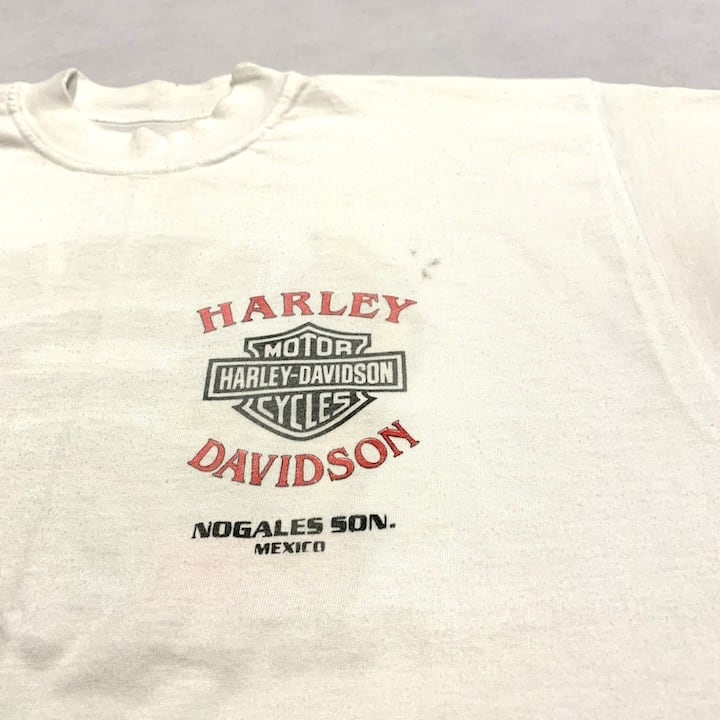 HARLEY
MOTOR
HARLEY-DAVIDSON
CYCLES
DAVIDSON
NOGALES SON.
MEXICO